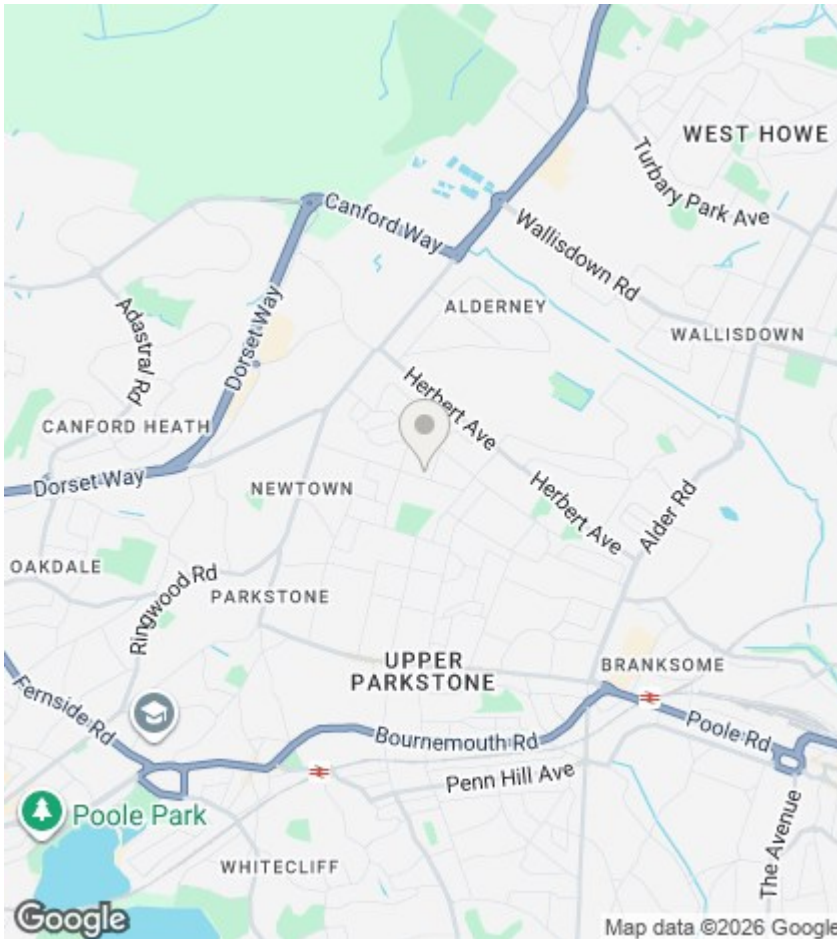 WEST HOWE
Turbary Park Ave
Canford Way
Wallisdown Rd
ALDERNEY
WALLISDOWN
Dorset Way
Adastral Rd
Herbert Ave
CANFORD HEATH
Dorset Way
NEWTOWN
Herbert Ave
Alder Rd
OAKDALE
Ringwood Rd
PARKSTONE
UPPER
PARKSTONE
BRANKSOME
Fernside Rd
Bournemouth Rd
Poole Rd
Penn Hill Ave
Poole Park
The Avenue
WHITECLIFF
Google
Map data ©2026 Google